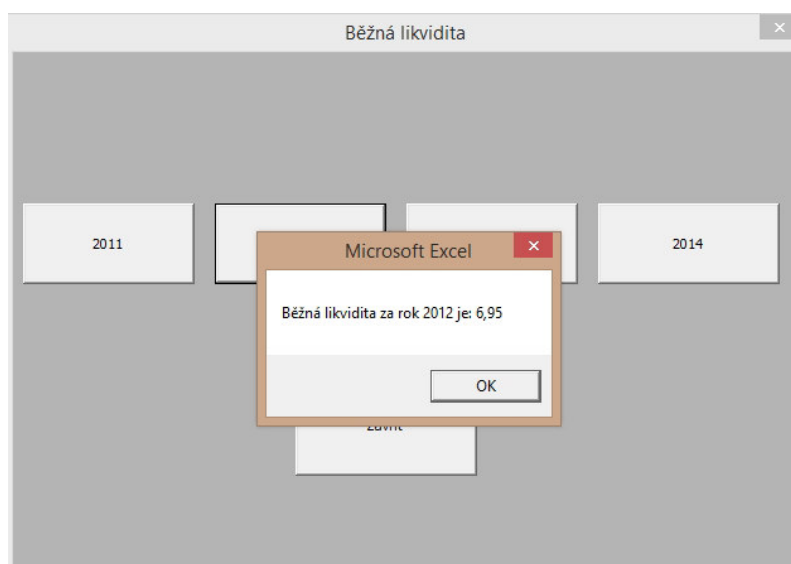 Běžná likvidita
2011
2014
Microsoft Excel
Běžná likvidita za rok 2012 je: 6,95
OK